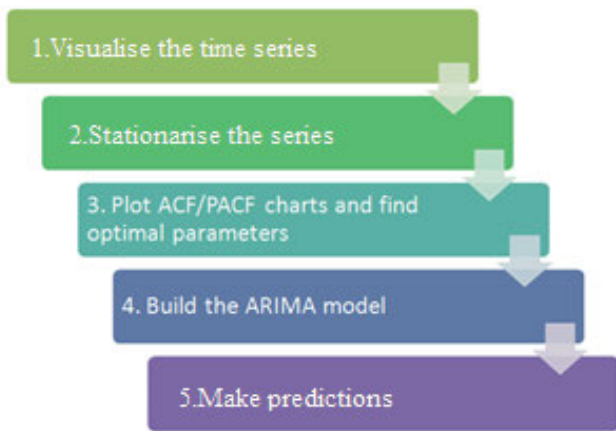 1.Visualise the time series
2.Stationarise the series
3. Plot ACF/PACF charts and find
optimal parameters
4. Build the ARIMA model
5.Make predictions